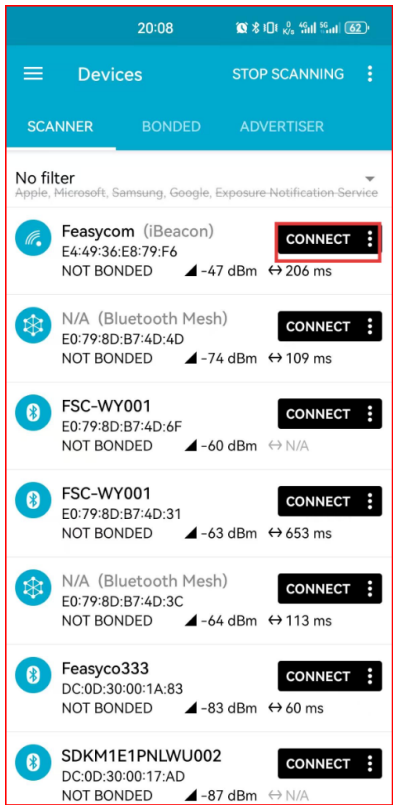 20:08 0 K/s 4G 5G 62
Devices STOP SCANNING
SCANNER BONDED ADVERTISER
No filter
Apple, Microsoft, Samsung, Google, Exposure Notification Service
Feasycom (iBeacon)
CONNECT
E4:49:36:E8:79:F6
NOT BONDED -47 dBm 206 ms
N/A (Bluetooth Mesh)
CONNECT
E0:79:8D:B7:4D:4D
NOT BONDED -74 dBm 109 ms
FSC-WY001
CONNECT
E0:79:8D:B7:4D:6F
NOT BONDED -60 dBm N/A
FSC-WY001
CONNECT
E0:79:8D:B7:4D:31
NOT BONDED -63 dBm 653 ms
N/A (Bluetooth Mesh)
CONNECT
E0:79:8D:B7:4D:3C
NOT BONDED -64 dBm 113 ms
Feasyco333
CONNECT
DC:0D:30:00:1A:83
NOT BONDED -83 dBm 60 ms
SDKM1E1PNLWU002
CONNECT
DC:0D:30:00:17:AD
NOT BONDED -87 dBm N/A